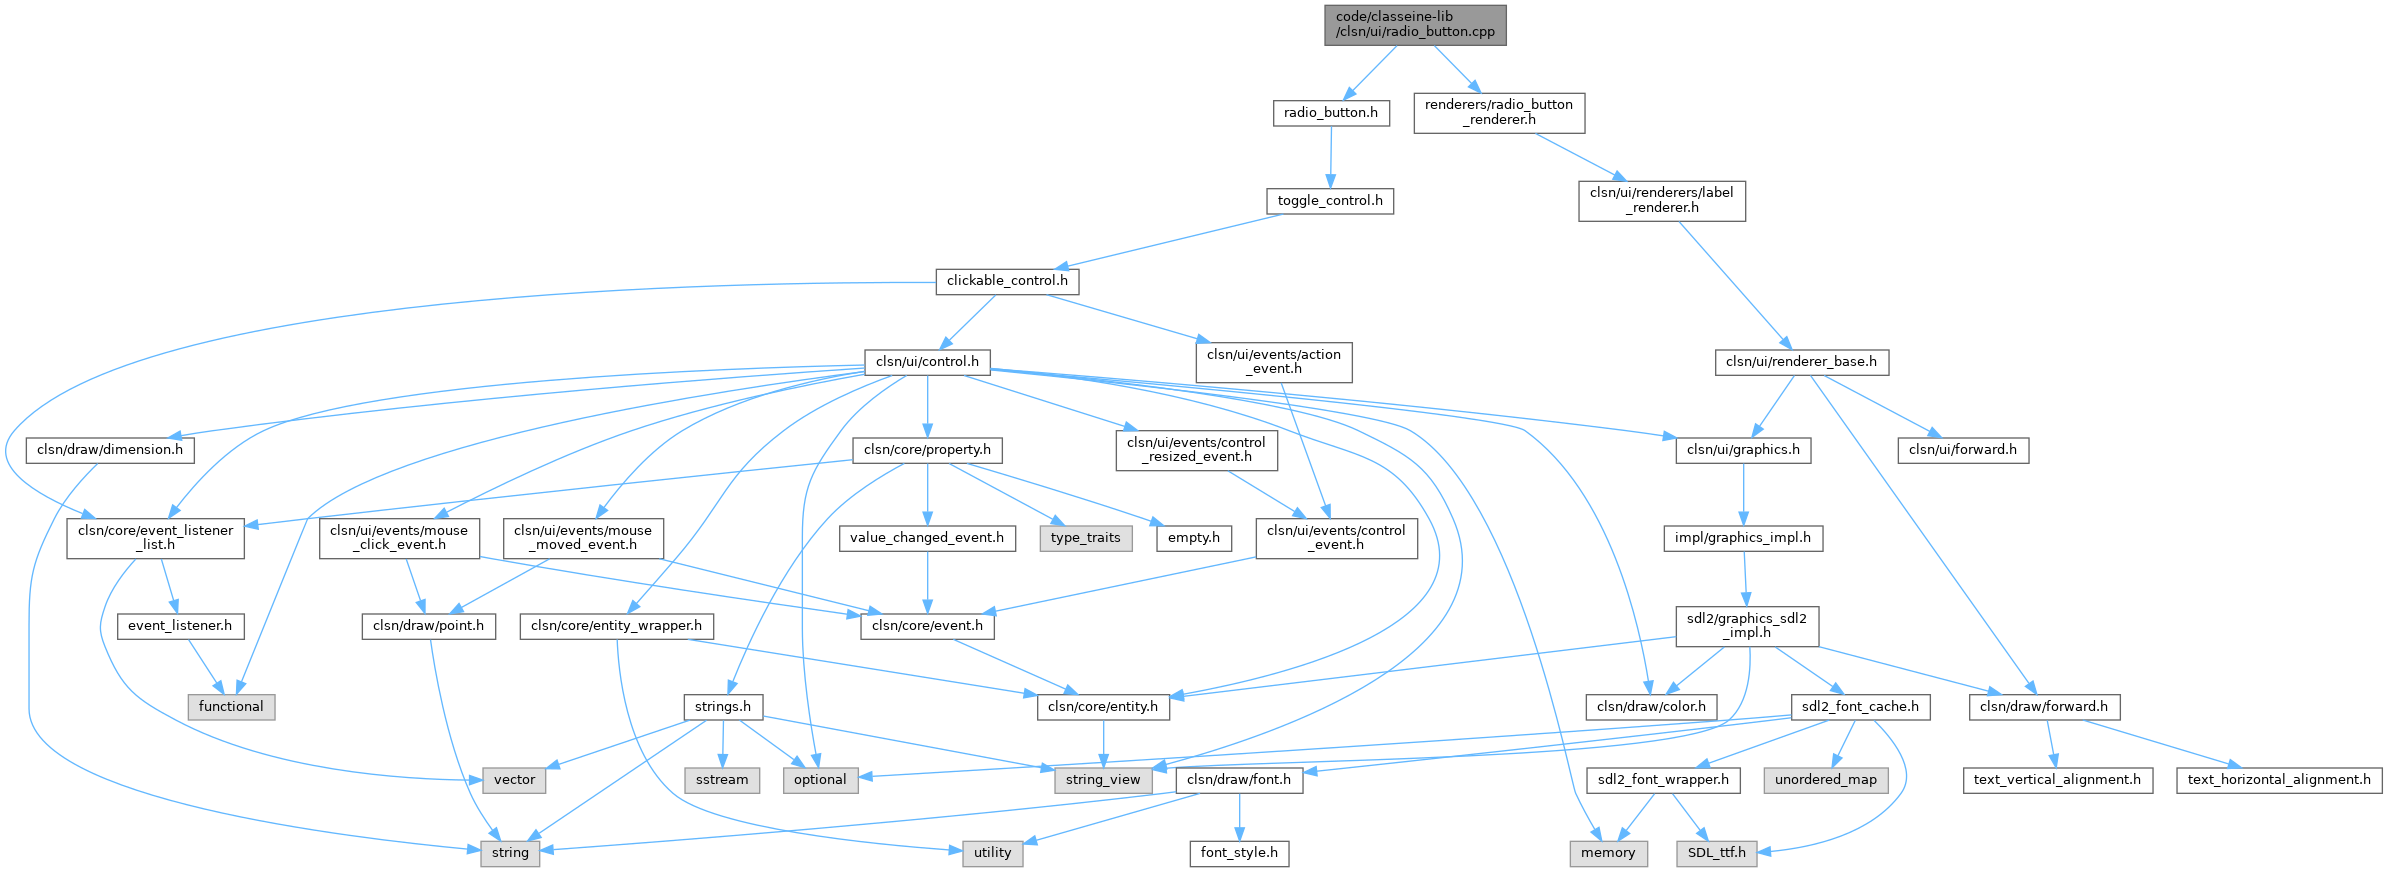 code/classeine-lib
/clsn/ui/radio_button.cpp
radio_button.h
renderers/radio_button
_renderer.h
toggle_control.h
clsn/ui/renderers/label
_renderer.h
clickable_control.h
clsn/ui/control.h
clsn/ui/events/action
_event.h
clsn/ui/renderer_base.h
clsn/draw/dimension.h
clsn/core/property.h
clsn/ui/events/control
_resized_event.h
clsn/ui/graphics.h
clsn/ui/forward.h
clsn/core/event_listener
_list.h
clsn/ui/events/mouse
_click_event.h
clsn/ui/events/mouse
_moved_event.h
value_changed_event.h
type_traits
empty.h
clsn/ui/events/control
_event.h
impl/graphics_impl.h
event_listener.h
clsn/draw/point.h
clsn/core/entity_wrapper.h
clsn/core/event.h
sdl2/graphics_sdl2
_impl.h
functional
strings.h
clsn/core/entity.h
clsn/draw/color.h
sdl2_font_cache.h
clsn/draw/forward.h
vector
sstream
optional
string_view
clsn/draw/font.h
sdl2_font_wrapper.h
unordered_map
text_vertical_alignment.h
text_horizontal_alignment.h
string
utility
font_style.h
memory
SDL_ttf.h